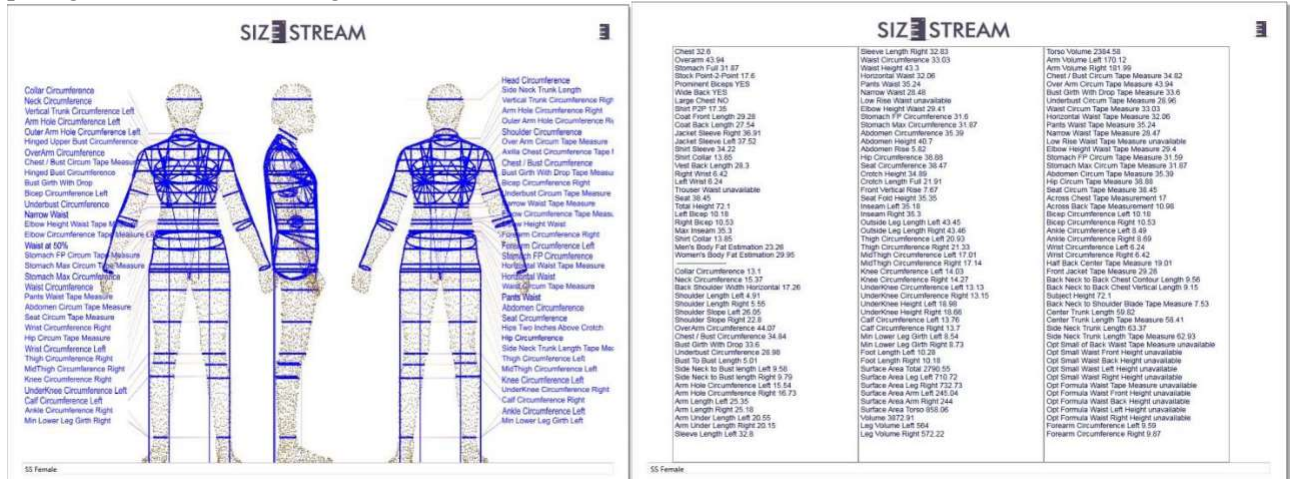 SIZE STREAM
Collar Circumference
Neck Circumference
Vertical Trunk Circumference Left
Arm Hole Circumference Left
Outer Arm Hole Circumference Left
Hinged Upper Bust Circumference
OverArm Circumference
Chest / Bust Circum Tape Measure
Hinged Bust Circumference
Bust Girth With Drop
Bicep Circumference Left
Underbust Circumference
Narrow Waist
Elbow Height Waist Tape
Elbow Circumference Tape Measure
Waist at 50%
Stomach FP Circum Tape Measure
Stomach Max Circum Tape Measure
Stomach Max Circumference
Waist Circumference
Pants Waist Tape Measure
Abdomen Circum Tape Measure
Seat Circum Tape Measure
Wrist Circumference Right
Hip Circum Tape Measure
Wrist Circumference Left
Thigh Circumference Right
MidThigh Circumference Right
Knee Circumference Right
UnderKnee Circumference Left
Calf Circumference Left
Ankle Circumference Right
Min Lower Leg Girth Right
Head Circumference
Side Neck Trunk Length
Vertical Trunk Circumference Righ
Arm Hole Circumference Right
Outer Arm Hole Circumference Ri
Shoulder Circumference
Over Arm Circum Tape Measure
Axilla Chest Circumference Tape
Chest / Bust Circumference
Bust Girth With Drop Tape Measu
Bicep Circumference Right
Underbust Circum Tape Measure
Narrow Waist Tape Measure
Elbow Circumference Tape Measu
Elbow Height Waist
Forearm Circumference Right
Forearm Circumference Left
Stomach FP Circumference
Horizontal Waist Tape Measure
Horizontal Waist
Waist Circum Tape Measure
Pants Waist
Abdomen Circumference
Seat Circumference
Hips Two Inches Above Crotch
Hip Circumference
Side Neck Trunk Length Tape Me
Thigh Circumference Left
MidThigh Circumference Left
Knee Circumference Left
UnderKnee Circumference Right
Calf Circumference Right
Ankle Circumference Left
Min Lower Leg Girth Left
SS Female
SIZE STREAM
Chest 32.6
Overarm 43.94
Stomach Full 31.87
Stock Point-2-Point 17.6
Prominent Biceps YES
Wide Back YES
Large Chest NO
Shirt P2P 17.35
Coat Front Length 29.28
Coat Back Length 27.54
Jacket Sleeve Right 36.91
Jacket Sleeve Left 37.52
Shirt Sleeve 34.22
Shirt Collar 13.85
Vest Back Length 28.3
Right Wrist 6.42
Left Wrist 6.24
Trouser Waist unavailable
Seat 38.45
Total Height 72.1
Left Bicep 10.18
Right Bicep 10.53
Max Inseam 35.3
Shirt Collar 13.85
Men's Body Fat Estimation 23.26
Women's Body Fat Estimation 29.95
Collar Circumference 13.1
Neck Circumference 15.37
Back Shoulder Width Horizontal 17.26
Shoulder Length Left 4.91
Shoulder Length Right 5.55
Shoulder Slope Left 26.05
Shoulder Slope Right 22.8
OverArm Circumference 44.07
Chest / Bust Circumference 34.84
Bust Girth With Drop 33.6
Underbust Circumference 28.98
Bust To Bust Length 5.01
Side Neck to Bust length Left 9.56
Side Neck to Bust length Right 9.79
Arm Hole Circumference Left 15.54
Arm Hole Circumference Right 16.73
Arm Length Left 25.35
Arm Length Right 25.18
Arm Under Length Left 20.55
Arm Under Length Right 20.15
Sleeve Length Left 32.8
Sleeve Length Right 32.83
Waist Circumference 33.03
Waist Height 43.3
Horizontal Waist 32.06
Pants Waist 35.24
Narrow Waist 28.48
Low Rise Waist unavailable
Elbow Height Waist 29.41
Stomach FP Circumference 31.6
Stomach Max Circumference 31.87
Abdomen Circumference 35.39
Abdomen Height 40.7
Abdomen Rise 5.82
Hip Circumference 38.88
Seat Circumference 38.47
Crotch Height 34.89
Crotch Length Full 21.91
Front Vertical Rise 7.67
Seat Fold Height 35.35
Inseam Left 35.18
Inseam Right 35.3
Outside Leg Length Left 43.45
Outside Leg Length Right 43.46
Thigh Circumference Left 20.93
Thigh Circumference Right 21.33
MidThigh Circumference Left 17.01
MidThigh Circumference Right 17.14
Knee Circumference Left 14.03
Knee Circumference Right 14.27
UnderKnee Circumference Left 13.13
UnderKnee Circumference Right 13.15
UnderKnee Height Left 18.98
UnderKnee Height Right 18.66
Calf Circumference Left 13.76
Calf Circumference Right 13.7
Min Lower Leg Girth Left 8.54
Min Lower Leg Girth Right 8.73
Foot Length Left 10.28
Foot Length Right 10.18
Surface Area Total 2790.55
Surface Area Leg Left 710.72
Surface Area Leg Right 732.73
Surface Area Arm Left 245.04
Surface Area Arm Right 244
Surface Area Torso 858.06
Volume 3872.91
Leg Volume Left 564
Leg Volume Right 572.22
Torso Volume 2384.58
Arm Volume Left 170.12
Arm Volume Right 181.99
Chest / Bust Circum Tape Measure 34.82
Over Arm Circum Tape Measure 43.94
Bust Girth With Drop Tape Measure 33.6
Underbust Circum Tape Measure 28.96
Waist Circum Tape Measure 33.03
Horizontal Waist Tape Measure 32.06
Pants Waist Tape Measure 35.24
Narrow Waist Tape Measure 28.47
Low Rise Waist Tape Measure unavailable
Elbow Height Waist Tape Measure 29.4
Stomach FP Circum Tape Measure 31.59
Stomach Max Circum Tape Measure 31.87
Abdomen Circum Tape Measure 35.39
Hip Circum Tape Measure 38.88
Seat Circum Tape Measure 38.45
Across Chest Tape Measurement 17
Across Back Tape Measurement 10.98
Bicep Circumference Left 10.18
Bicep Circumference Right 10.53
Ankle Circumference Left 8.49
Ankle Circumference Right 8.69
Wrist Circumference Left 6.24
Wrist Circumference Right 6.42
Half Back Center Tape Measure 19.01
Front Jacket Tape Measure 29.28
Back Neck to Back Chest Contour Length 9.56
Back Neck to Back Chest Vertical Length 9.15
Subject Height 72.1
Back Neck to Shoulder Blade Tape Measure 7.53
Center Trunk Length 59.82
Center Trunk Length Tape Measure 58.41
Side Neck Trunk Length 63.37
Side Neck Trunk Length Tape Measure 62.93
Opt Small of Back Waist Tape Measure unavailable
Opt Small Waist Front Height unavailable
Opt Small Waist Back Height unavailable
Opt Small Waist Left Height unavailable
Opt Small Waist Right Height unavailable
Opt Formula Waist Tape Measure unavailable
Opt Formula Waist Front Height unavailable
Opt Formula Waist Back Height unavailable
Opt Formula Waist Left Height unavailable
Opt Formula Waist Right Height unavailable
Forearm Circumference Left 9.59
Forearm Circumference Right 9.67
SS Female